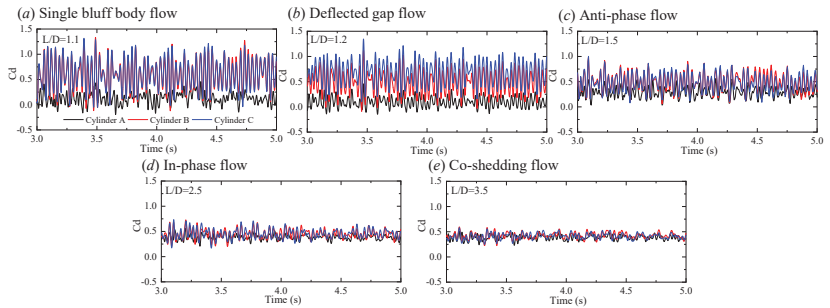 (a) Single bluff body flow
L/D=1.1
Cd
1.5
1.0
0.5
0.0
-0.5
Cylinder A
Cylinder B
Cylinder C
3.0 3.5 4.0 4.5 5.0
Time (s)
(b) Deflected gap flow
L/D=1.2
Cd
1.5
1.0
0.5
0.0
-0.5
3.0 3.5 4.0 4.5 5.0
Time (s)
(c) Anti-phase flow
L/D=1.5
Cd
1.5
1.0
0.5
0.0
-0.5
3.0 3.5 4.0 4.5 5.0
Time (s)
(d) In-phase flow
L/D=2.5
Cd
1.5
1.0
0.5
0.0
-0.5
3.0 3.5 4.0 4.5 5.0
Time (s)
(e) Co-shedding flow
L/D=3.5
Cd
1.5
1.0
0.5
0.0
-0.5
3.0 3.5 4.0 4.5 5.0
Time (s)